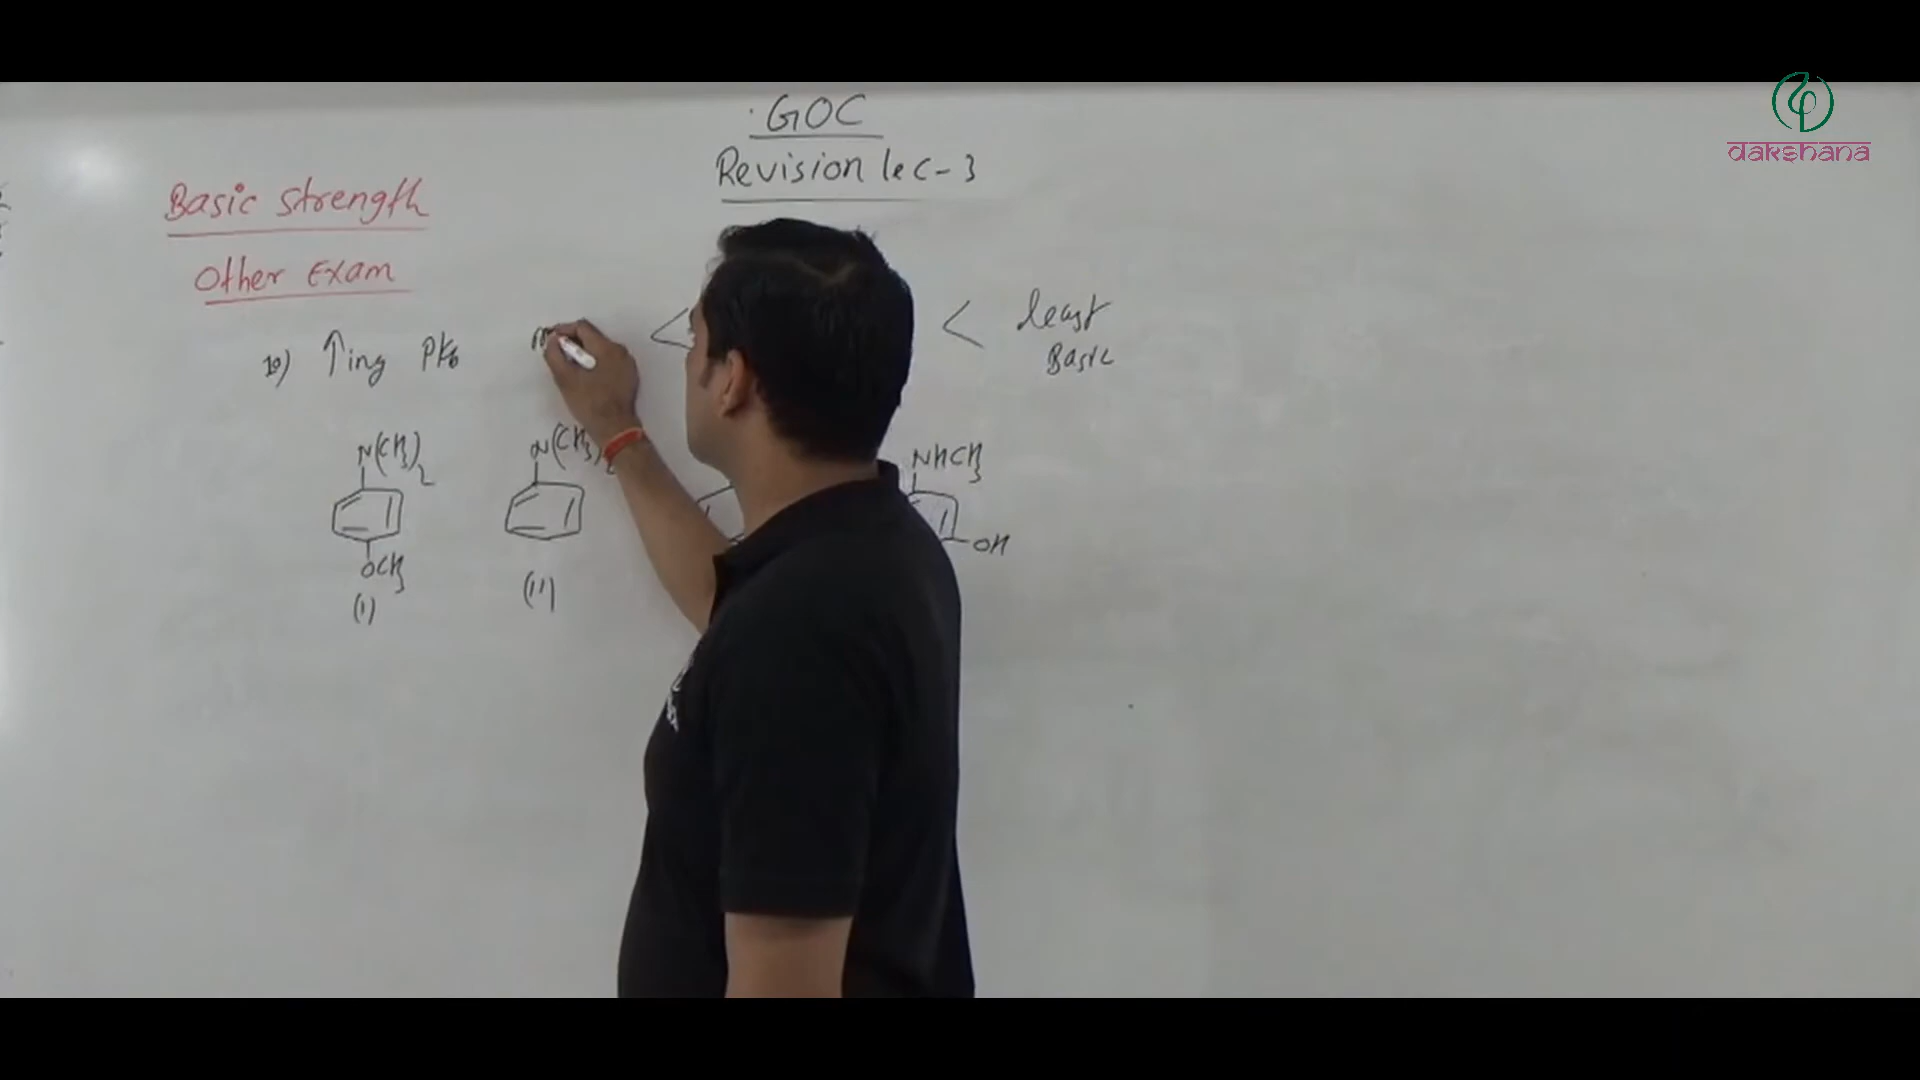 GOC
Revision lec-3
dakshana
Basic strength
Other Exam
10) ↑ing PKb < < least
Basic
N(CH3)2 N(CH3)2 NHCH3
OH
OCH3
(I) (II)